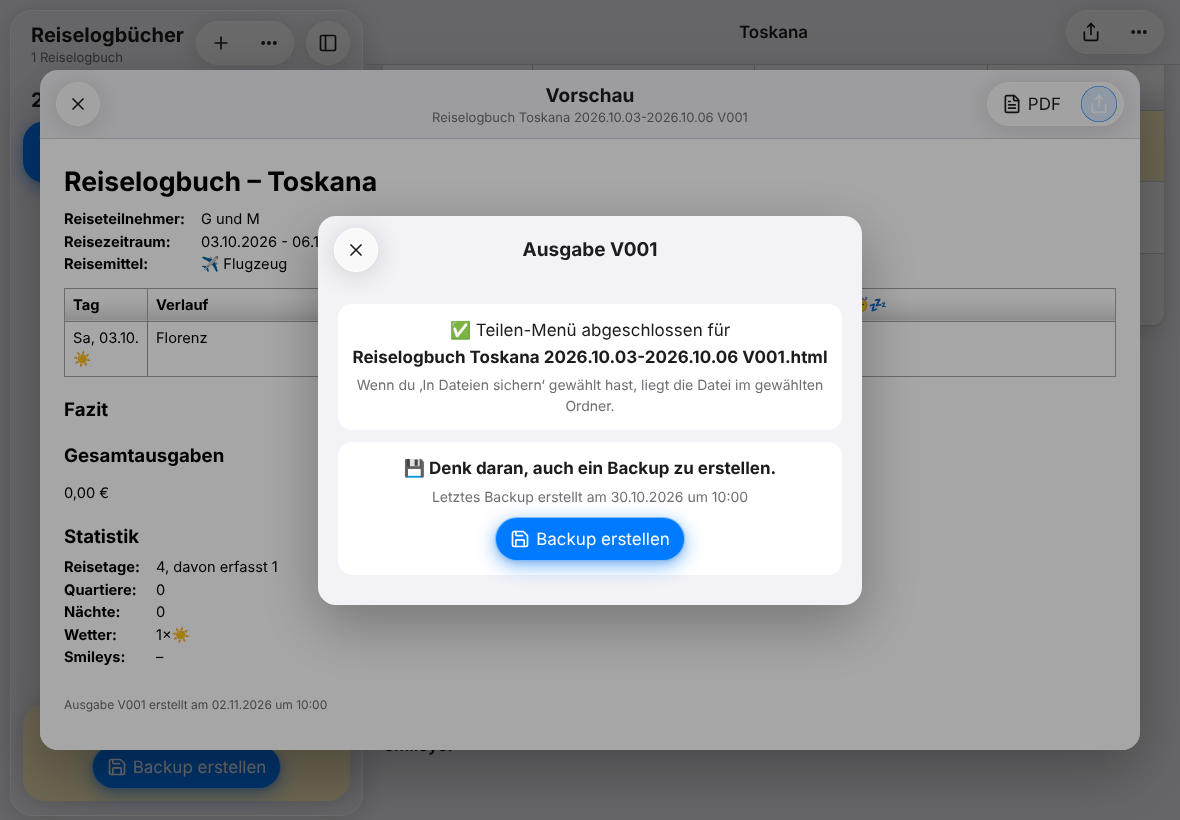 Reiselogbücher
1 Reiselogbuch
Toskana
Vorschau
Reiselogbuch Toskana 2026.10.03-2026.10.06 V001
PDF
Reiselogbuch – Toskana
Reiseteilnehmer: G und M
Reisezeitraum: 03.10.2026 - 06.1
Reisemittel: ✈️ Flugzeug
Tag Verlauf 😴💤
Sa, 03.10. Florenz
☀️
Fazit
Gesamtausgaben
0,00 €
Statistik
Reisetage: 4, davon erfasst 1
Quartiere: 0
Nächte: 0
Wetter: 1×☀️
Smileys: –
Ausgabe V001 erstellt am 02.11.2026 um 10:00
Ausgabe V001
✅ Teilen-Menü abgeschlossen für
Reiselogbuch Toskana 2026.10.03-2026.10.06 V001.html
Wenn du ‚In Dateien sichern‘ gewählt hast, liegt die Datei im gewählten
Ordner.
💾 Denk daran, auch ein Backup zu erstellen.
Letztes Backup erstellt am 30.10.2026 um 10:00
Backup erstellen
Backup erstellen